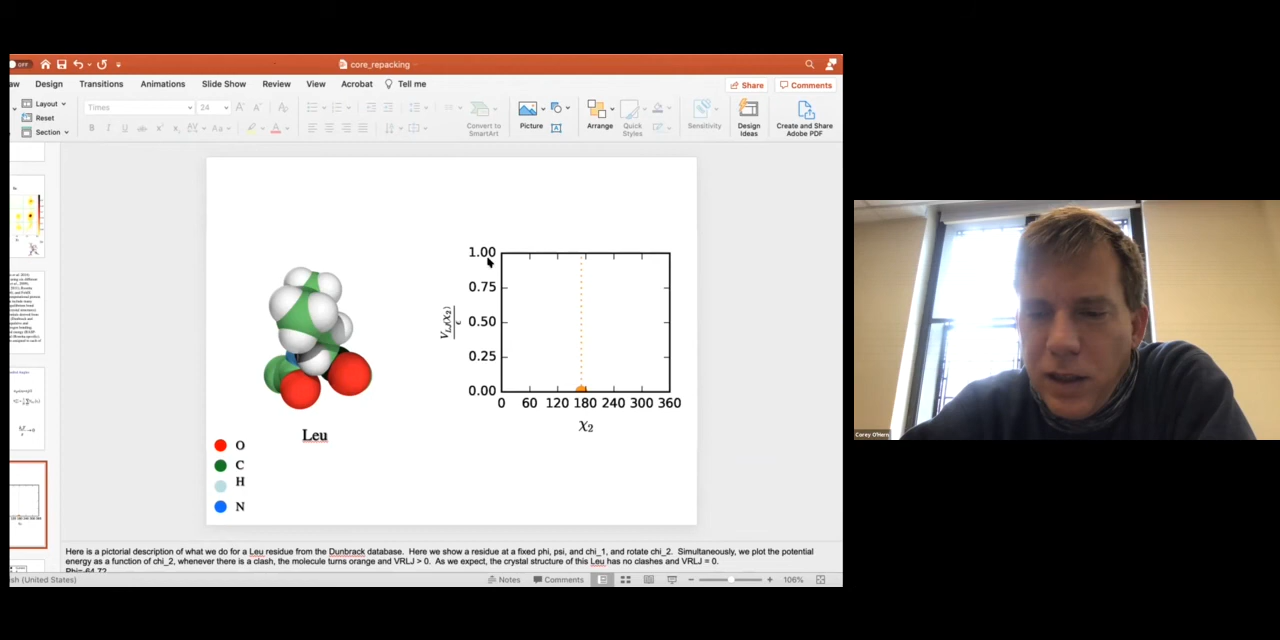 OFF
core_repacking
aw Design Transitions Animations Slide Show Review View Acrobat Tell me
Share Comments
Layout
Reset
Section
Times 24
Convert to
SmartArt
Picture
Arrange
Quick
Styles
Sensitivity
Design
Ideas
Create and Share
Adobe PDF
1.00
0.75
0.50
0.25
0.00
0 60 120 180 240 300 360
χ2
Leu
O
C
H
N
Here is a pictorial description of what we do for a Leu residue from the Dunbrack database. Here we show a residue at a fixed phi, psi, and chi_1, and rotate chi_2. Simultaneously, we plot the potential
energy as a function of chi_2, whenever there is a clash, the molecule turns orange and VRLJ > 0. As we expect, the crystal structure of this Leu has no clashes and VRLJ = 0.
sh (United States)
Notes Comments
106%
Corey O'Hern